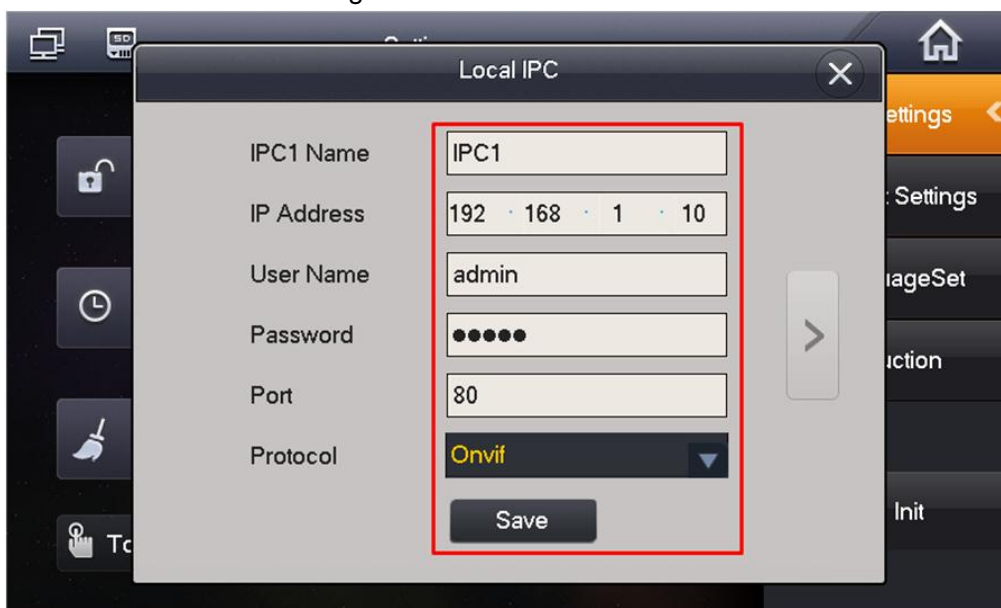 SD
Local IPC
ettings
IPC1 Name IPC1
IP Address 192 · 168 · 1 · 10
Settings
User Name admin
uageSet
Password ●●●●●
uction
Port 80
Protocol Onvif
Save
Init
To